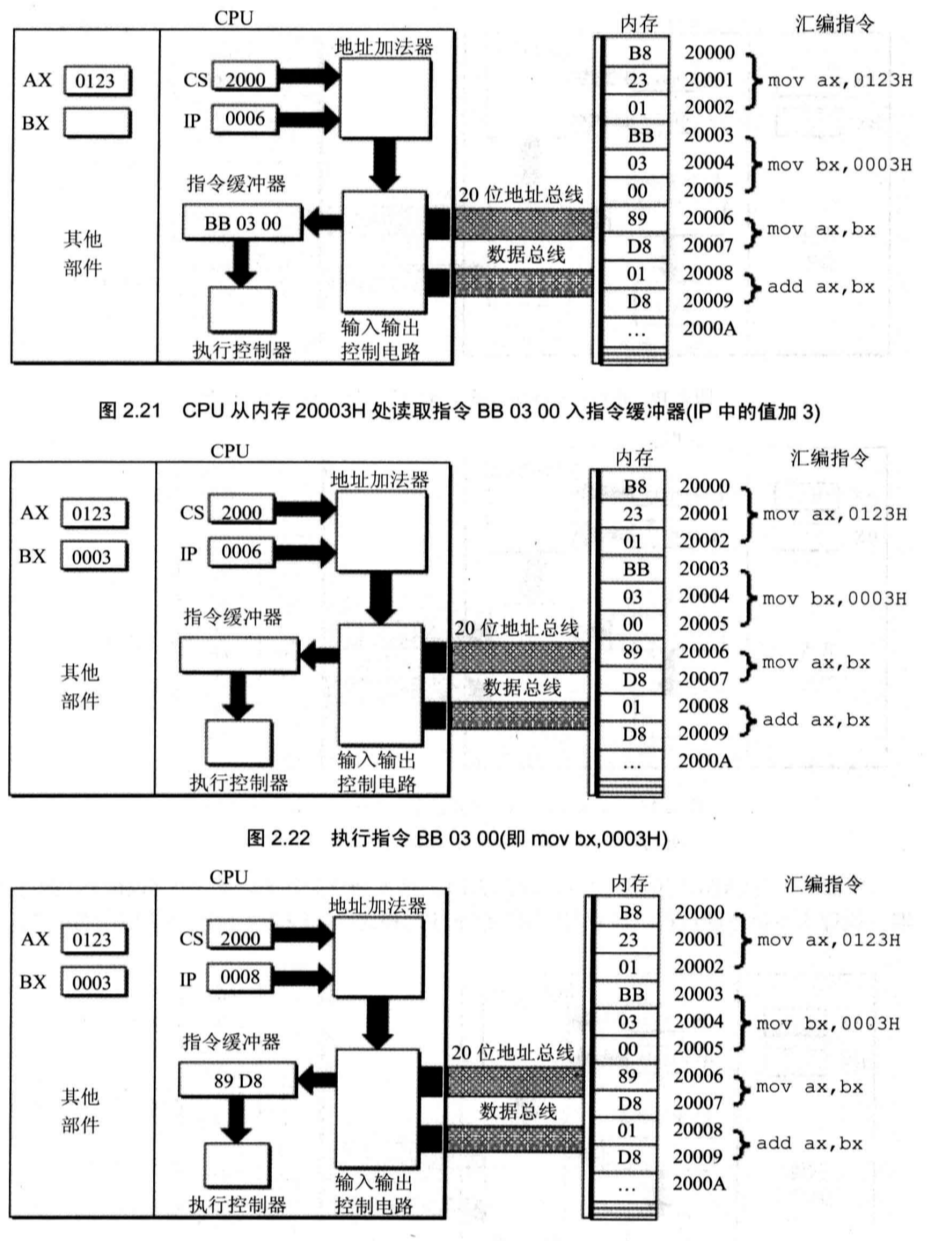 CPU
内存 汇编指令
地址加法器
B8 20000
AX 0123 CS 2000 23 20001 mov ax,0123H
01 20002
BX IP 0006 BB 20003
03 20004 mov bx,0003H
指令缓冲器 20位地址总线 00 20005
BB 03 00 89 20006
mov ax,bx
其他 数据总线 D8 20007
部件 01 20008
add ax,bx
D8 20009
输入输出 … 2000A
执行控制器 控制电路
图 2.21 CPU 从内存 20003H 处读取指令 BB 03 00 入指令缓冲器(IP 中的值加 3)
CPU
内存 汇编指令
地址加法器
B8 20000
AX 0123 CS 2000 23 20001 mov ax,0123H
01 20002
BX 0003 IP 0006 BB 20003
03 20004 mov bx,0003H
指令缓冲器 20位地址总线 00 20005
89 20006
mov ax,bx
其他 数据总线 D8 20007
部件 01 20008
add ax,bx
D8 20009
输入输出 … 2000A
执行控制器 控制电路
图 2.22 执行指令 BB 03 00(即 mov bx,0003H)
CPU
内存 汇编指令
地址加法器
B8 20000
AX 0123 CS 2000 23 20001 mov ax,0123H
01 20002
BX 0003 IP 0008 BB 20003
03 20004 mov bx,0003H
指令缓冲器 20位地址总线 00 20005
89 D8 89 20006
mov ax,bx
其他 数据总线 D8 20007
部件 01 20008
add ax,bx
D8 20009
输入输出 … 2000A
执行控制器 控制电路